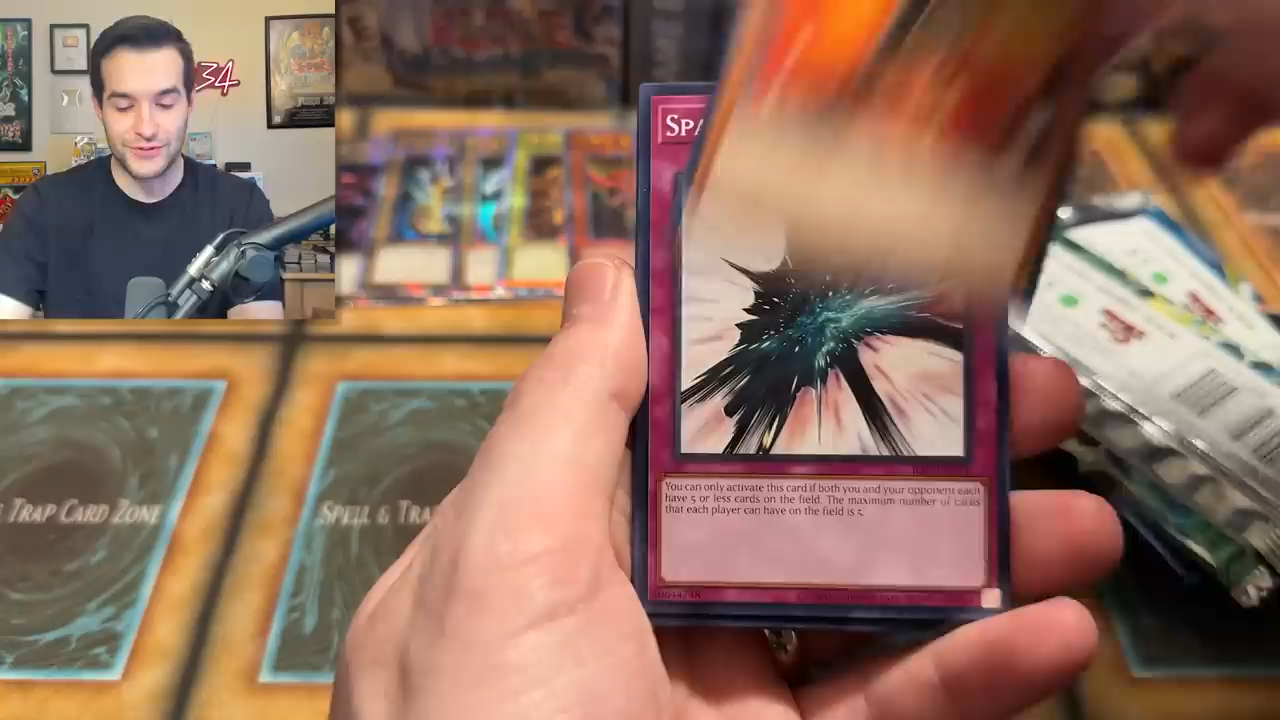 34
SPA
You can only activate this card if both you and your opponent each
have 5 or less cards on the field. The maximum number of cards
that each player can have on the field is 5.
TRAP CARD ZONE
SPELL & TRA